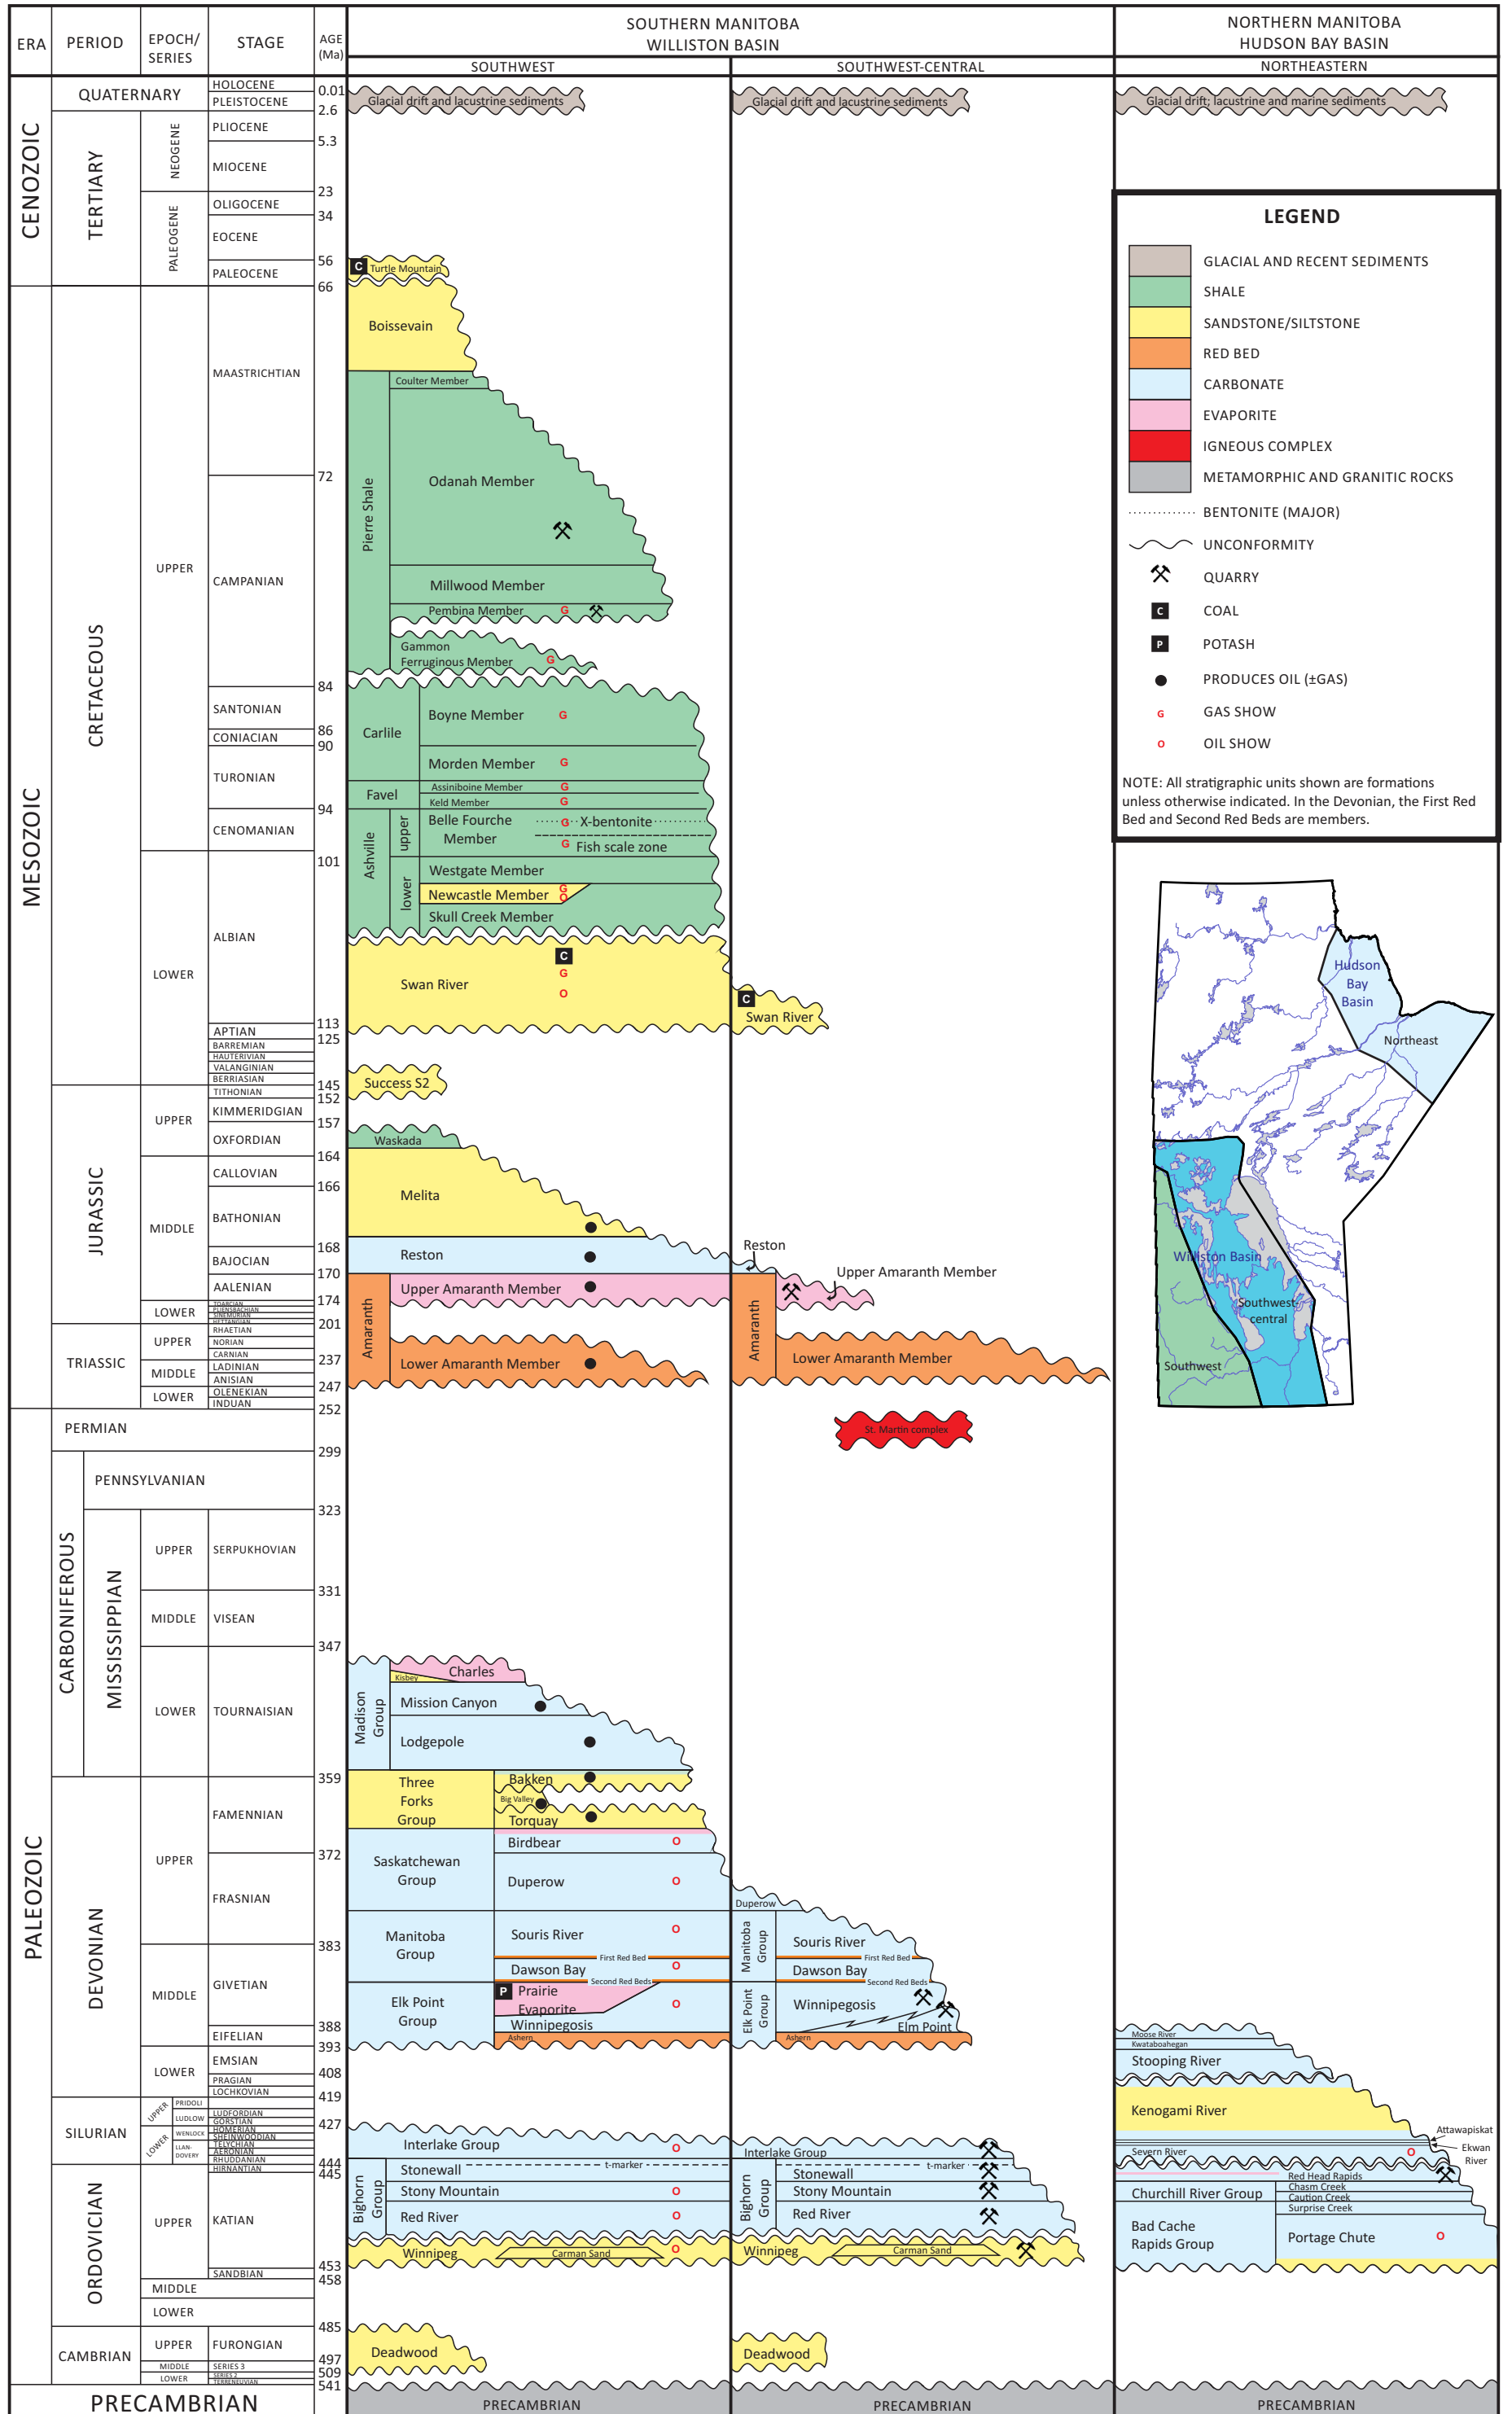 ERA
PERIOD
EPOCH/
SERIES
STAGE
AGE
(Ma)
SOUTHERN MANITOBA
WILLISTON BASIN
SOUTHWEST
SOUTHWEST-CENTRAL
NORTHERN MANITOBA
HUDSON BAY BASIN
NORTHEASTERN
CENOZOIC
QUATERNARY
HOLOCENE
0.01
PLEISTOCENE
2.6
TERTIARY
NEOGENE
PLIOCENE
5.3
MIOCENE
23
PALEOGENE
OLIGOCENE
34
EOCENE
56
PALEOCENE
66
MESOZOIC
CRETACEOUS
UPPER
MAASTRICHTIAN
72
CAMPANIAN
84
SANTONIAN
86
CONIACIAN
90
TURONIAN
94
CENOMANIAN
101
LOWER
ALBIAN
113
APTIAN
125
BARREMIAN
HAUTERIVIAN
VALANGINIAN
BERRIASIAN
145
JURASSIC
UPPER
TITHONIAN
152
KIMMERIDGIAN
157
OXFORDIAN
164
MIDDLE
CALLOVIAN
166
BATHONIAN
168
BAJOCIAN
170
AALENIAN
174
LOWER
TOARCIAN
PLIENSBACHIAN
SINEMURIAN
HETTANGIAN
201
TRIASSIC
UPPER
RHAETIAN
NORIAN
CARNIAN
237
MIDDLE
LADINIAN
ANISIAN
247
LOWER
OLENEKIAN
INDUAN
252
PALEOZOIC
PERMIAN
299
CARBONIFEROUS
PENNSYLVANIAN
323
MISSISSIPPIAN
UPPER
SERPUKHOVIAN
331
MIDDLE
VISEAN
347
LOWER
TOURNAISIAN
359
DEVONIAN
UPPER
FAMENNIAN
372
FRASNIAN
383
MIDDLE
GIVETIAN
388
EIFELIAN
393
LOWER
EMSIAN
408
PRAGIAN
LOCHKOVIAN
419
SILURIAN
UPPER
PRIDOLI
LUDLOW
LUDFORDIAN
GORSTIAN
427
LOWER
WENLOCK
HOMERIAN
SHEINWOODIAN
LLAN-
DOVERY
TELYCHIAN
AERONIAN
RHUDDANIAN
444
ORDOVICIAN
UPPER
HIRNANTIAN
445
KATIAN
453
SANDBIAN
458
MIDDLE
LOWER
485
CAMBRIAN
UPPER
FURONGIAN
497
MIDDLE
SERIES 3
509
LOWER
SERIES 2
TERRENEUVIAN
541
PRECAMBRIAN
Glacial drift and lacustrine sediments
C
Turtle Mountain
Boissevain
Pierre Shale
Coulter Member
Odanah Member
Millwood Member
Pembina Member
G
Gammon
Ferruginous Member
G
Carlile
Boyne Member
G
Morden Member
G
Favel
Assiniboine Member
G
Keld Member
G
Ashville
upper
Belle Fourche
Member
G
X-bentonite
G
Fish scale zone
lower
Westgate Member
Newcastle Member
G
O
Skull Creek Member
Swan River
C
G
O
Success S2
Waskada
Melita
Reston
Amaranth
Upper Amaranth Member
Lower Amaranth Member
Madison
Group
Charles
Kisbey
Mission Canyon
Lodgepole
Three
Forks
Group
Bakken
Big Valley
Torquay
Saskatchewan
Group
Birdbear
O
Duperow
O
Manitoba
Group
Souris River
O
First Red Bed
Dawson Bay
O
Second Red Beds
Elk Point
Group
P
Prairie
Evaporite
O
Winnipegosis
Ashern
Interlake Group
O
Bighorn
Group
t-marker
Stonewall
Stony Mountain
O
Red River
O
Winnipeg
Carman Sand
O
Deadwood
PRECAMBRIAN
Glacial drift and lacustrine sediments
C
Swan River
Reston
Amaranth
Upper Amaranth Member
Lower Amaranth Member
St. Martin complex
Duperow
Manitoba
Group
Souris River
First Red Bed
Dawson Bay
Second Red Beds
Elk Point
Group
Winnipegosis
Elm Point
Ashern
Interlake Group
Bighorn
Group
t-marker
Stonewall
Stony Mountain
Red River
Winnipeg
Carman Sand
Deadwood
PRECAMBRIAN
Glacial drift; lacustrine and marine sediments
LEGEND
GLACIAL AND RECENT SEDIMENTS
SHALE
SANDSTONE/SILTSTONE
RED BED
CARBONATE
EVAPORITE
IGNEOUS COMPLEX
METAMORPHIC AND GRANITIC ROCKS
BENTONITE (MAJOR)
UNCONFORMITY
QUARRY
C
COAL
P
POTASH
PRODUCES OIL (±GAS)
G
GAS SHOW
O
OIL SHOW
NOTE: All stratigraphic units shown are formations
unless otherwise indicated. In the Devonian, the First Red
Bed and Second Red Beds are members.
Hudson
Bay
Basin
Northeast
Williston Basin
Southwest-
central
Southwest
Moose River
Kwataboahegan
Stooping River
Kenogami River
Attawapiskat
Severn River
O
Ekwan
River
Red Head Rapids
Churchill River Group
Chasm Creek
Caution Creek
Surprise Creek
Bad Cache
Rapids Group
Portage Chute
O
PRECAMBRIAN